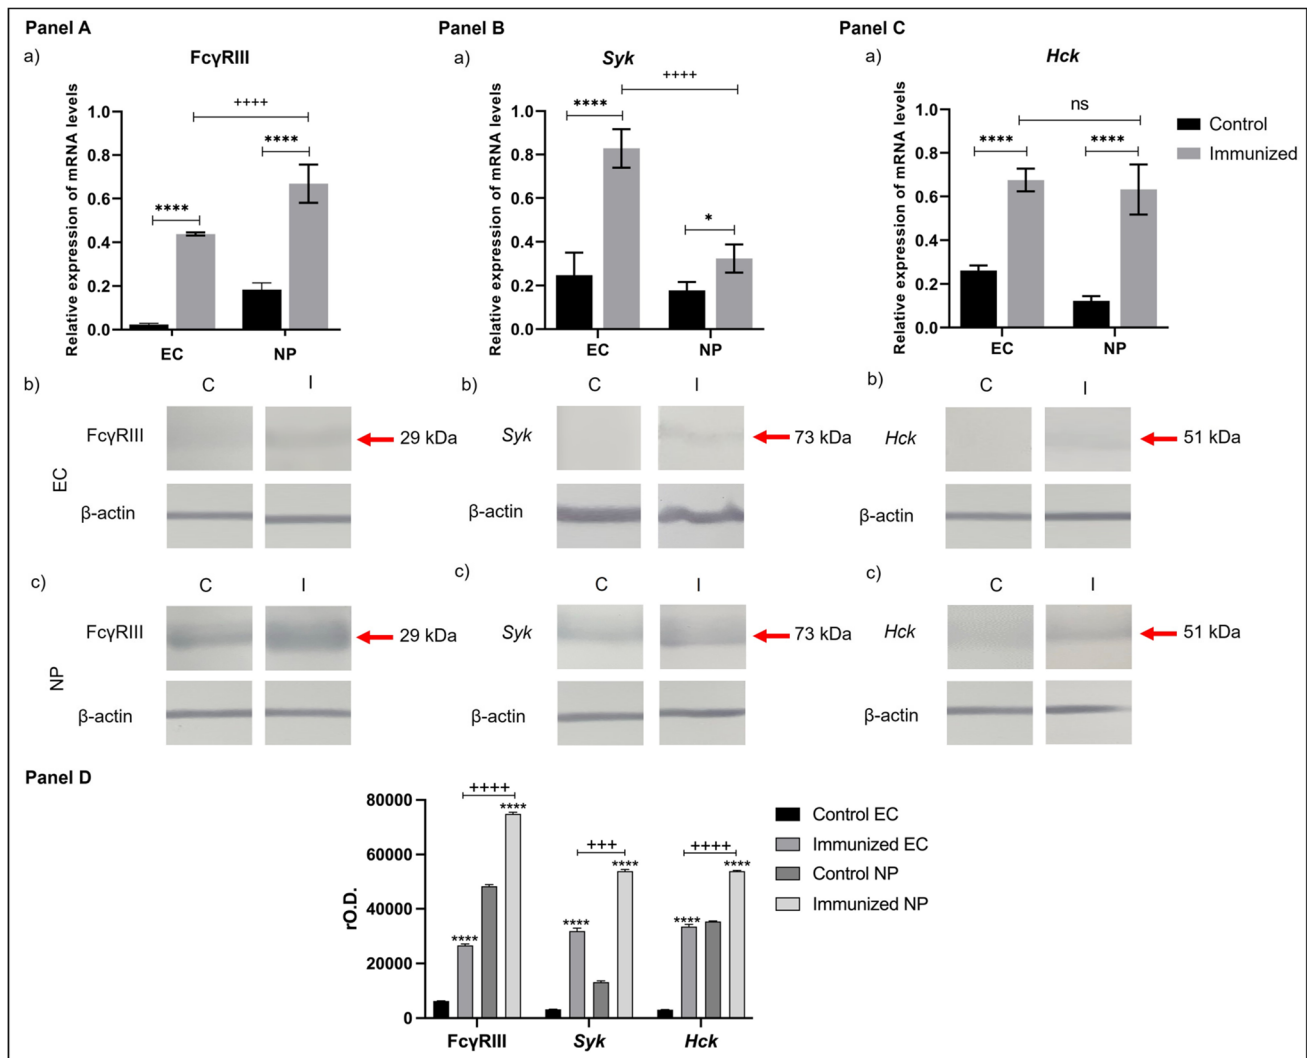 Panel A
a)
FcγRIII
++++
****
****
Relative expression of mRNA levels
1.0
0.8
0.6
0.4
0.2
0.0
EC
NP
Panel B
a)
Syk
++++
****
*
Relative expression of mRNA levels
1.0
0.8
0.6
0.4
0.2
0.0
EC
NP
Panel C
a)
Hck
ns
****
****
Relative expression of mRNA levels
1.0
0.8
0.6
0.4
0.2
0.0
EC
NP
Control
Immunized
EC
b)
C
I
FcγRIII
29 kDa
β-actin
b)
C
I
Syk
73 kDa
β-actin
b)
C
I
Hck
51 kDa
β-actin
NP
c)
C
I
FcγRIII
29 kDa
β-actin
c)
C
I
Syk
73 kDa
β-actin
c)
C
I
Hck
51 kDa
β-actin
Panel D
rO.D.
80000
60000
40000
20000
0
++++
****
****
+++
****
****
++++
****
****
FcγRIII
Syk
Hck
Control EC
Immunized EC
Control NP
Immunized NP